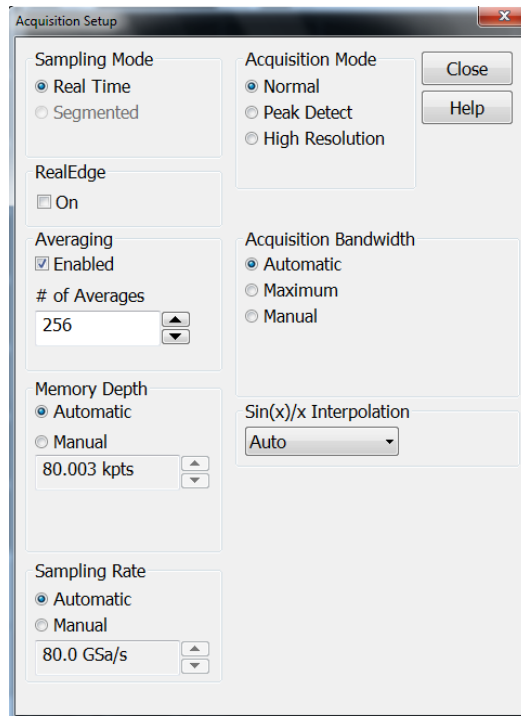 Acquisition Setup
x
Sampling Mode
Real Time
Segmented
Acquisition Mode
Normal
Peak Detect
High Resolution
Close
Help
RealEdge
On
Averaging
Enabled
# of Averages
256
Acquisition Bandwidth
Automatic
Maximum
Manual
Memory Depth
Automatic
Manual
80.003 kpts
Sin(x)/x Interpolation
Auto
Sampling Rate
Automatic
Manual
80.0 GSa/s